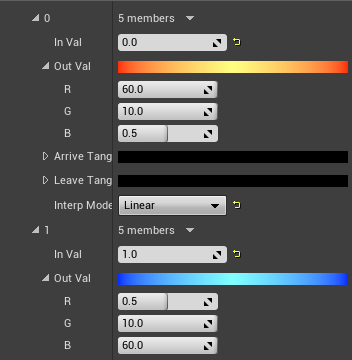 0 5 members
In Val 0.0
Out Val
R 60.0
G 10.0
B 0.5
Arrive Tang
Leave Tang
Interp Mode Linear
1 5 members
In Val 1.0
Out Val
R 0.5
G 10.0
B 60.0